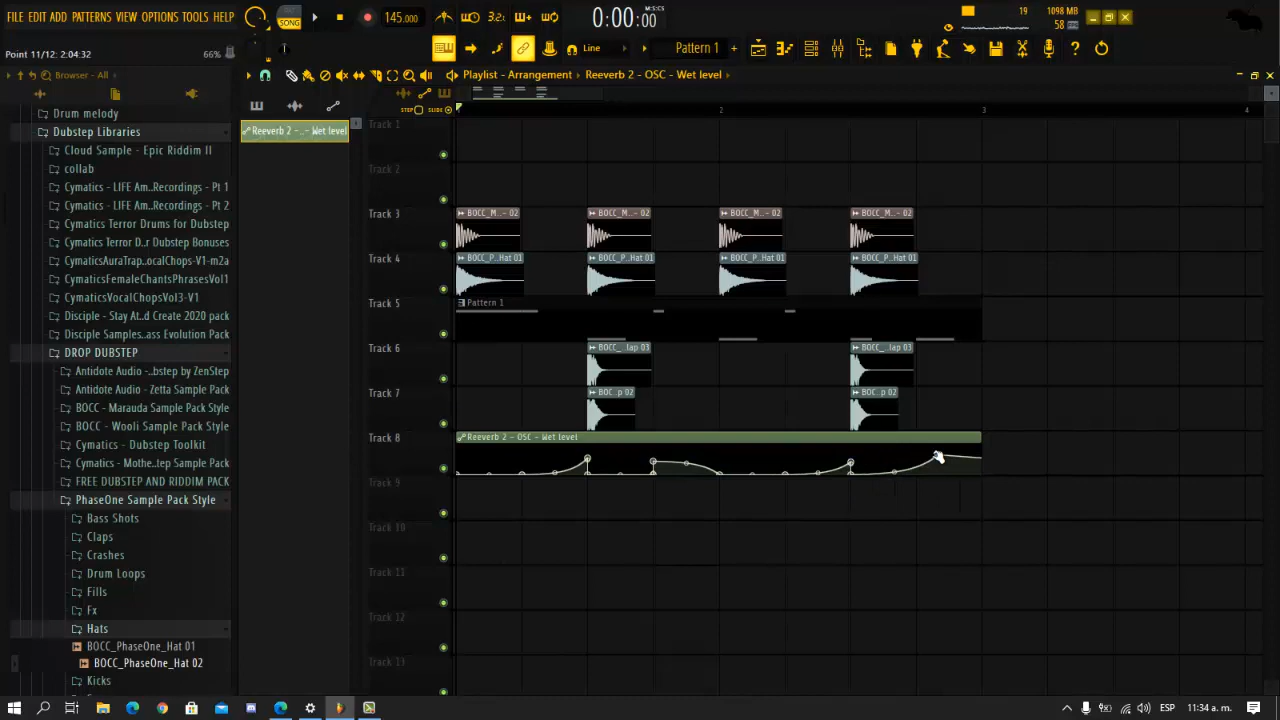 FILE EDIT ADD PATTERNS VIEW OPTIONS TOOLS HELP
SONG
145.000
3.2.
0:00:00
M:S:CS
19
1098 MB
58
Point 11/12: 2:04:32
66%
Line
Pattern 1
Browser - All
Playlist - Arrangement Reeverb 2 - OSC - Wet level
STEP SLIDE
2
3
4
Drum melody
Dubstep Libraries
Cloud Sample - Epic Riddim II
collab
Cymatics - LIFE Am..Recordings - Pt 1
Cymatics - LIFE Am..Recordings - Pt 2
Cymatics Terror Drums for Dubstep
Cymatics Terror D..r Dubstep Bonuses
CymaticsAuraTrap..ocalChops-V1-m2a
CymaticsFemaleChantsPhrasesVol1
CymaticsVocalChopsVol3-V1
Disciple - Stay At..d Create 2020 pack
Disciple Samples..ass Evolution Pack
DROP DUBSTEP
Antidote Audio -..bstep by ZenStep
Antidote Audio - Zetta Sample Pack
BOCC - Marauda Sample Pack Style
BOCC - Wooli Sample Pack Style
Cymatics - Dubstep Toolkit
Cymatics - Mothe..tep Sample Pack
FREE DUBSTEP AND RIDDIM PACK
PhaseOne Sample Pack Style
Bass Shots
Claps
Crashes
Drum Loops
Fills
Fx
Hats
BOCC_PhaseOne_Hat 01
BOCC_PhaseOne_Hat 02
Kicks
Reeverb 2 -..- Wet level
Track 1
Track 2
Track 3
BOCC_M..- 02
BOCC_M..- 02
BOCC_M..- 02
BOCC_M..- 02
Track 4
BOCC_P..Hat 01
BOCC_P..Hat 01
BOCC_P..Hat 01
BOCC_P..Hat 01
Track 5
Pattern 1
Track 6
BOCC_..lap 03
BOCC_..lap 03
Track 7
BOC..p 02
BOC..p 02
Track 8
Reeverb 2 - OSC - Wet level
Track 9
Track 10
Track 11
Track 12
Track 13
ESP
11:34 a. m.